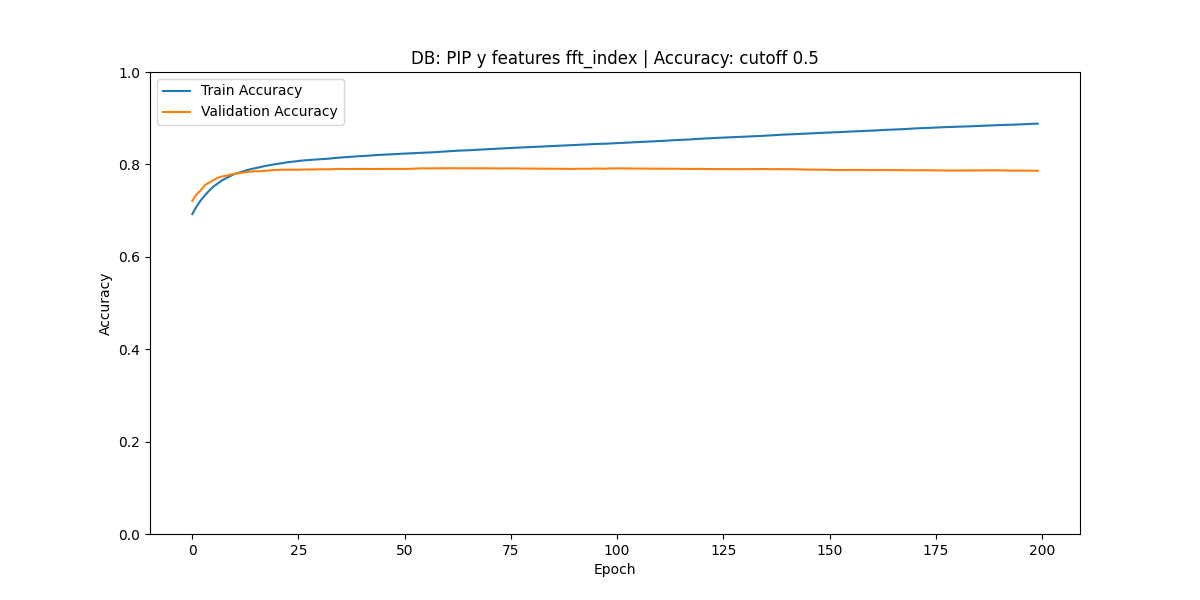 DB: PIP y features fft_index | Accuracy: cutoff 0.5
Train Accuracy
Validation Accuracy
1.0
0.8
0.6
0.4
0.2
0.0
Accuracy
0 25 50 75 100 125 150 175 200
Epoch